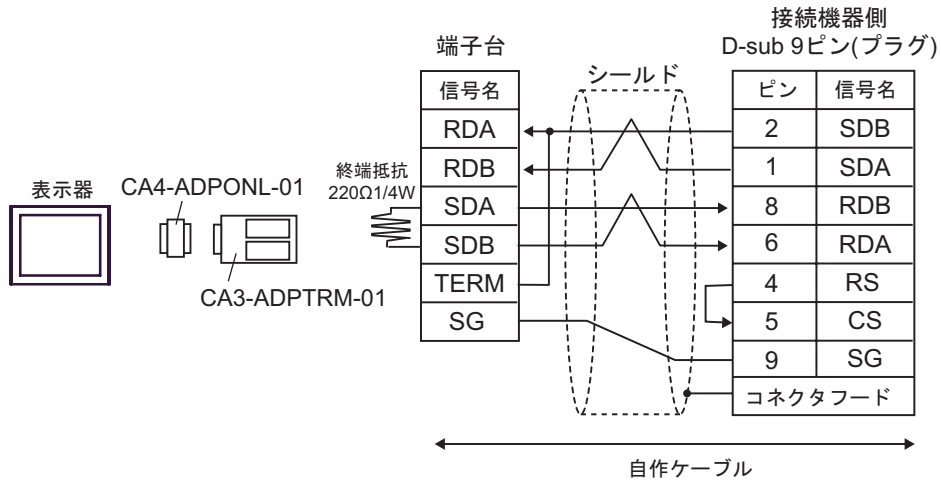 接続機器側
端子台
D-sub 9ピン(プラグ)
シールド
信号名
ピン 信号名
RDA
2 SDB
RDB
1 SDA
終端抵抗
220Ω1/4W
表示器
CA4-ADPONL-01
SDA
8 RDB
SDB
6 RDA
CA3-ADPTRM-01
TERM
4 RS
SG
5 CS
9 SG
コネクタフード
自作ケーブル